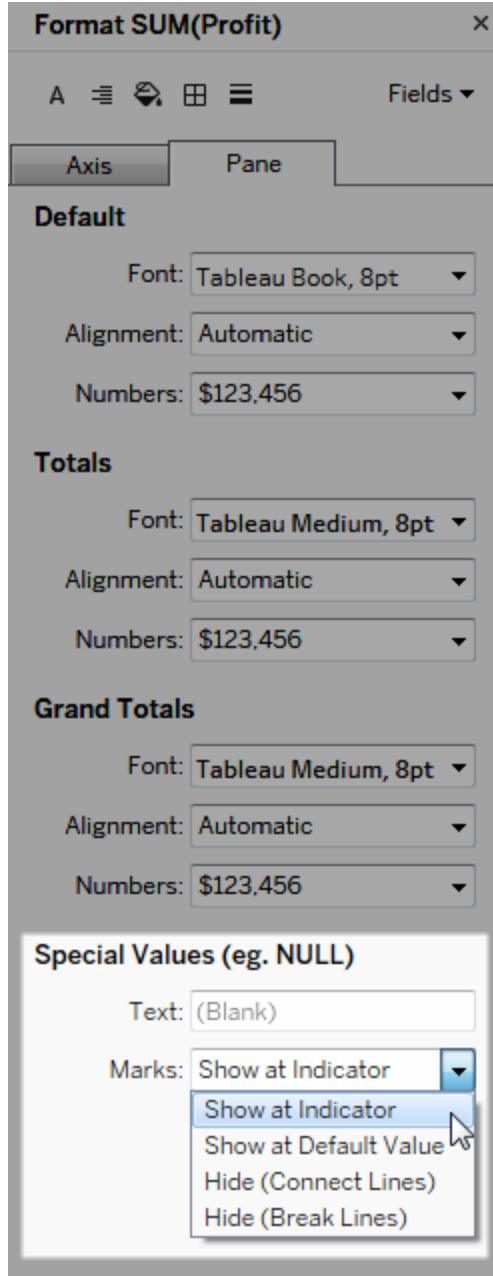 Format SUM(Profit) ×
A Fields
Axis Pane
Default
Font: Tableau Book, 8pt
Alignment: Automatic
Numbers: $123,456
Totals
Font: Tableau Medium, 8pt
Alignment: Automatic
Numbers: $123,456
Grand Totals
Font: Tableau Medium, 8pt
Alignment: Automatic
Numbers: $123,456
Special Values (eg. NULL)
Text: (Blank)
Marks: Show at Indicator
Show at Indicator
Show at Default Value
Hide (Connect Lines)
Hide (Break Lines)